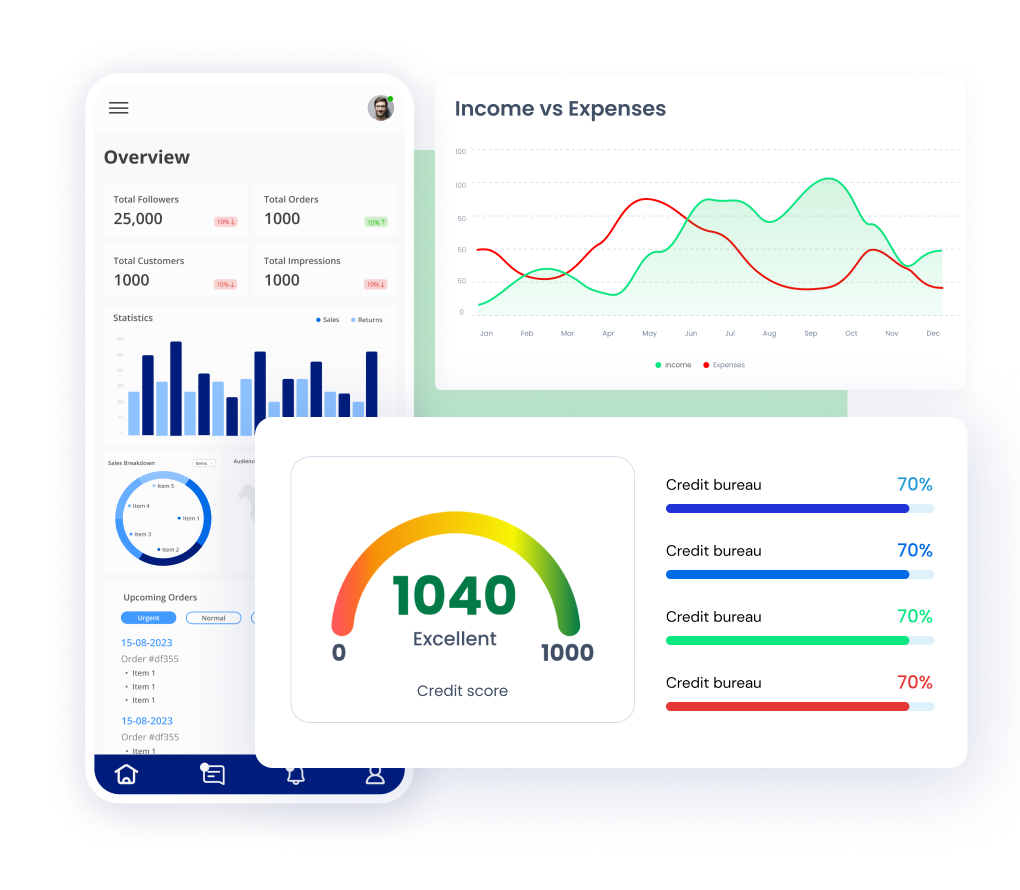 Overview
Total Followers
25,000
10%↓
Total Orders
1000
10%↑
Total Customers
1000
10%↓
Total Impressions
1000
10%↓
Statistics
Sales
Returns
Sales Breakdown
Items
Audienc
Item 5
Item 4
Item 1
Item 3
Item 2
Upcoming Orders
Urgent
Normal
15-08-2023
Order #df355
• Item 1
• Item 1
• Item 1
15-08-2023
Order #df355
• Item 1
Income vs Expenses
100
100
50
50
50
0
Jan Feb Mar Apr May Jun Jul Aug Sep Oct Nov Dec
Income Expenses
1040
Excellent
0
1000
Credit score
Credit bureau 70%
Credit bureau 70%
Credit bureau 70%
Credit bureau 70%